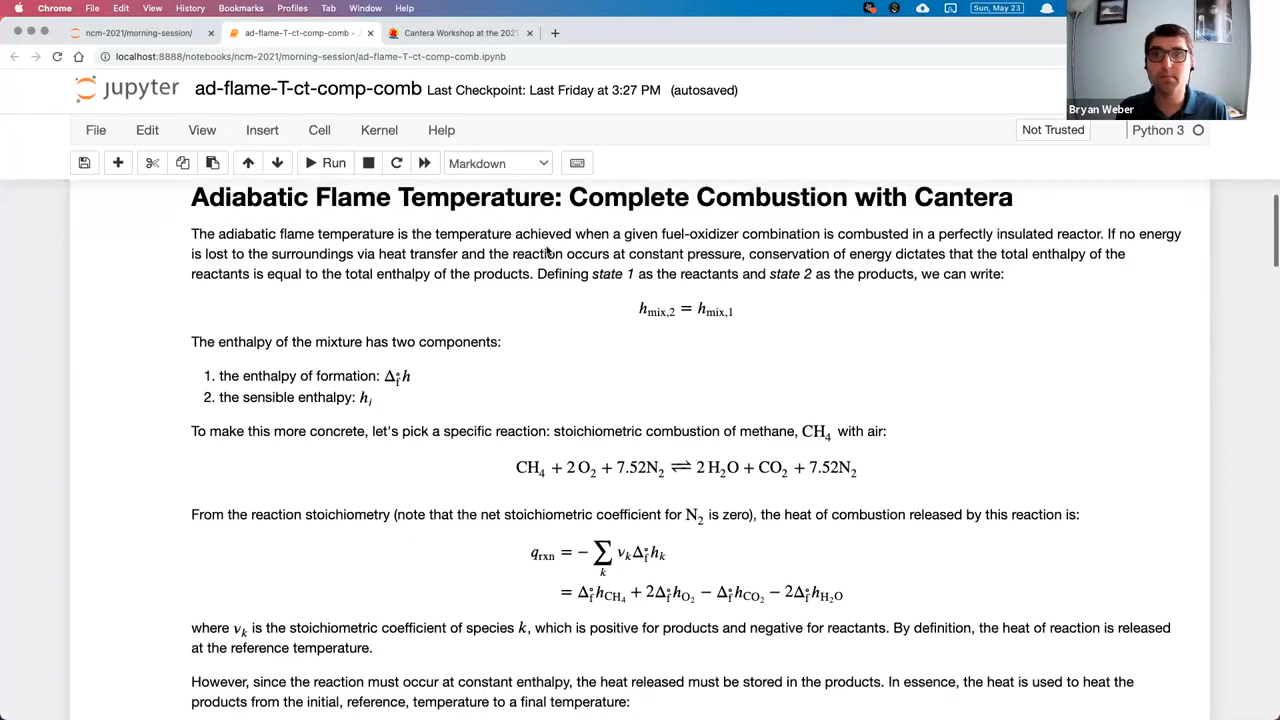 Chrome File Edit View History Bookmarks Profiles Tab Window Help Sun, May 23
ncm-2021/morning-session/ × ad-flame-T-ct-comp-comb - J × Cantera Workshop at the 2021 × +
localhost:8888/notebooks/ncm-2021/morning-session/ad-flame-T-ct-comp-comb.ipynb
Bryan Weber
jupyter ad-flame-T-ct-comp-comb Last Checkpoint: Last Friday at 3:27 PM (autosaved)
File Edit View Insert Cell Kernel Help Not Trusted Python 3
Run Markdown
Adiabatic Flame Temperature: Complete Combustion with Cantera
The adiabatic flame temperature is the temperature achieved when a given fuel-oxidizer combination is combusted in a perfectly insulated reactor. If no energy
is lost to the surroundings via heat transfer and the reaction occurs at constant pressure, conservation of energy dictates that the total enthalpy of the
reactants is equal to the total enthalpy of the products. Defining state 1 as the reactants and state 2 as the products, we can write:
h_mix,2 = h_mix,1
The enthalpy of the mixture has two components:
1. the enthalpy of formation: Δ_f°h
2. the sensible enthalpy: h_i
To make this more concrete, let's pick a specific reaction: stoichiometric combustion of methane, CH₄ with air:
CH₄ + 2 O₂ + 7.52N₂ ⇌ 2 H₂O + CO₂ + 7.52N₂
From the reaction stoichiometry (note that the net stoichiometric coefficient for N₂ is zero), the heat of combustion released by this reaction is:
q_rxn = − ∑_k ν_kΔ_f°h_k
= Δ_f°h_CH₄ + 2Δ_f°h_O₂ − Δ_f°h_CO₂ − 2Δ_f°h_H₂O
where ν_k is the stoichiometric coefficient of species k, which is positive for products and negative for reactants. By definition, the heat of reaction is released
at the reference temperature.
However, since the reaction must occur at constant enthalpy, the heat released must be stored in the products. In essence, the heat is used to heat the
products from the initial, reference, temperature to a final temperature: